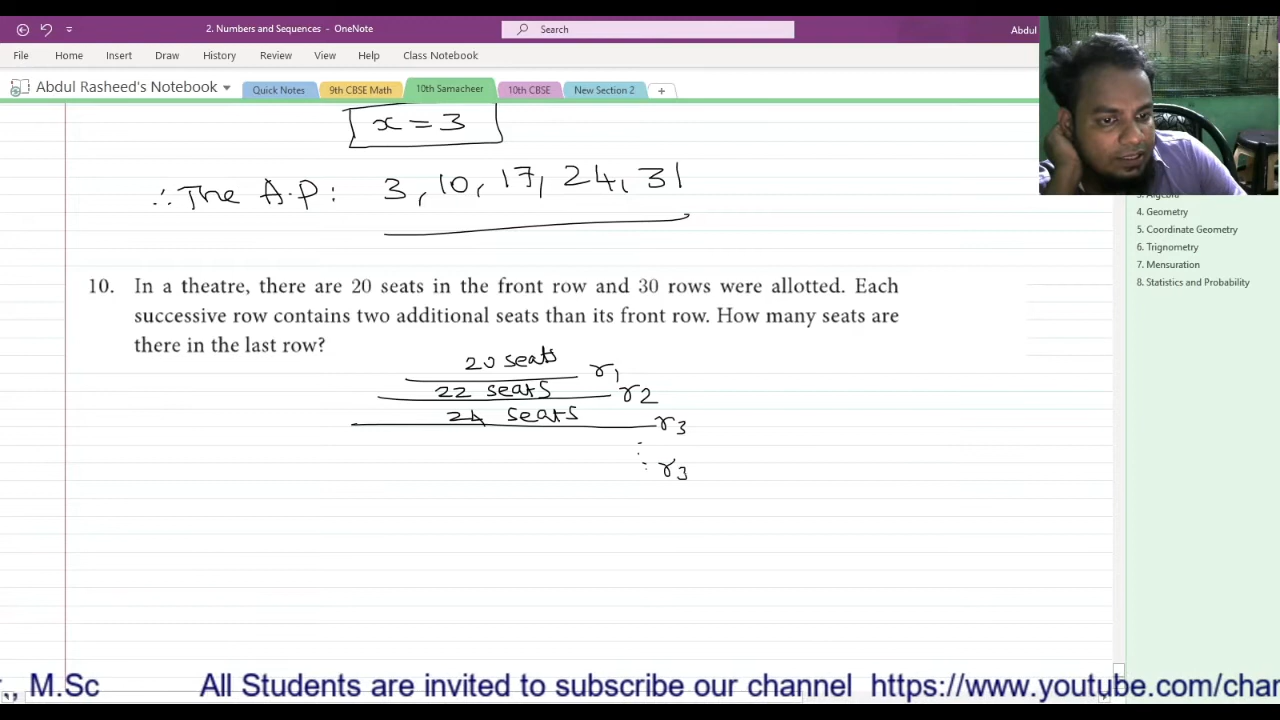 2. Numbers and Sequences - OneNote
Search
Abdul
File Home Insert Draw History Review View Help Class Notebook
Abdul Rasheed's Notebook
Quick Notes 9th CBSE Math 10th Samacheer 10th CBSE New Section 2 +
x = 3
∴ The A.P: 3, 10, 17, 24, 31
3. Algebra
4. Geometry
5. Coordinate Geometry
6. Trignometry
7. Mensuration
8. Statistics and Probability
10. In a theatre, there are 20 seats in the front row and 30 rows were allotted. Each
successive row contains two additional seats than its front row. How many seats are
there in the last row?
20 seats r1
22 seats r2
24 seats r3
⋮ r3
., M.Sc All Students are invited to subscribe our channel https://www.youtube.com/char